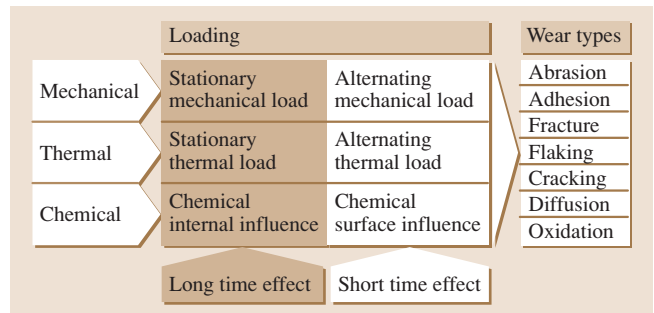 Loading
Wear types
Mechanical
Stationary
mechanical load
Alternating
mechanical load
Thermal
Stationary
thermal load
Alternating
thermal load
Chemical
Chemical
internal influence
Chemical
surface influence
Abrasion
Adhesion
Fracture
Flaking
Cracking
Diffusion
Oxidation
Long time effect
Short time effect